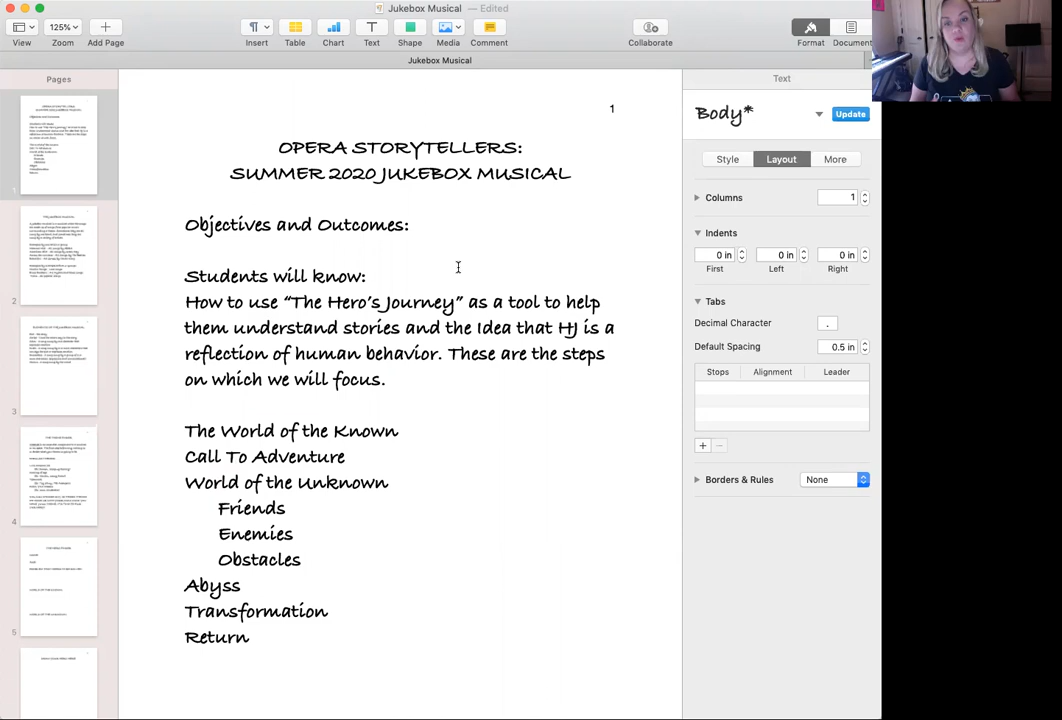 Jukebox Musical — Edited
125%
View
Zoom
Add Page
Insert
Table
Chart
Text
Shape
Media
Comment
Collaborate
Format
Document
Jukebox Musical
Pages
1
2
3
4
5
1
OPERA STORYTELLERS:
SUMMER 2020 JUKEBOX MUSICAL
Objectives and Outcomes:
Students will know:
How to use “The Hero’s Journey” as a tool to help
them understand stories and the Idea that HJ is a
reflection of human behavior. These are the steps
on which we will focus.
The World of the Known
Call To Adventure
World of the Unknown
Friends
Enemies
Obstacles
Abyss
Transformation
Return
Text
Body*
Update
Style
Layout
More
Columns
1
Indents
0 in
0 in
0 in
First
Left
Right
Tabs
Decimal Character
.
Default Spacing
0.5 in
Stops
Alignment
Leader
Borders & Rules
None